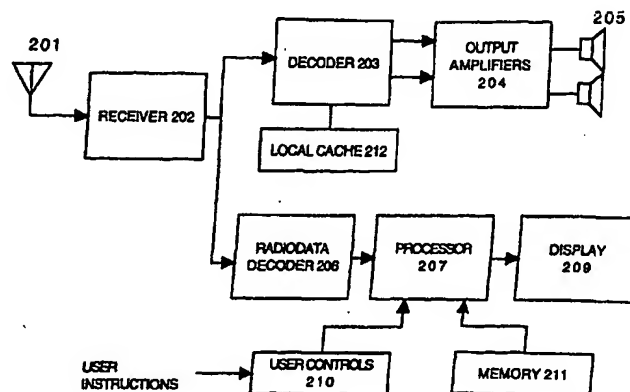 201
205
DECODER 203
OUTPUT
AMPLIFIERS
204
RECEIVER 202
LOCAL CACHE 212
RADIODATA
DECODER 206
PROCESSOR
207
DISPLAY
209
USER
INSTRUCTIONS
USER CONTROLS
210
MEMORY 211